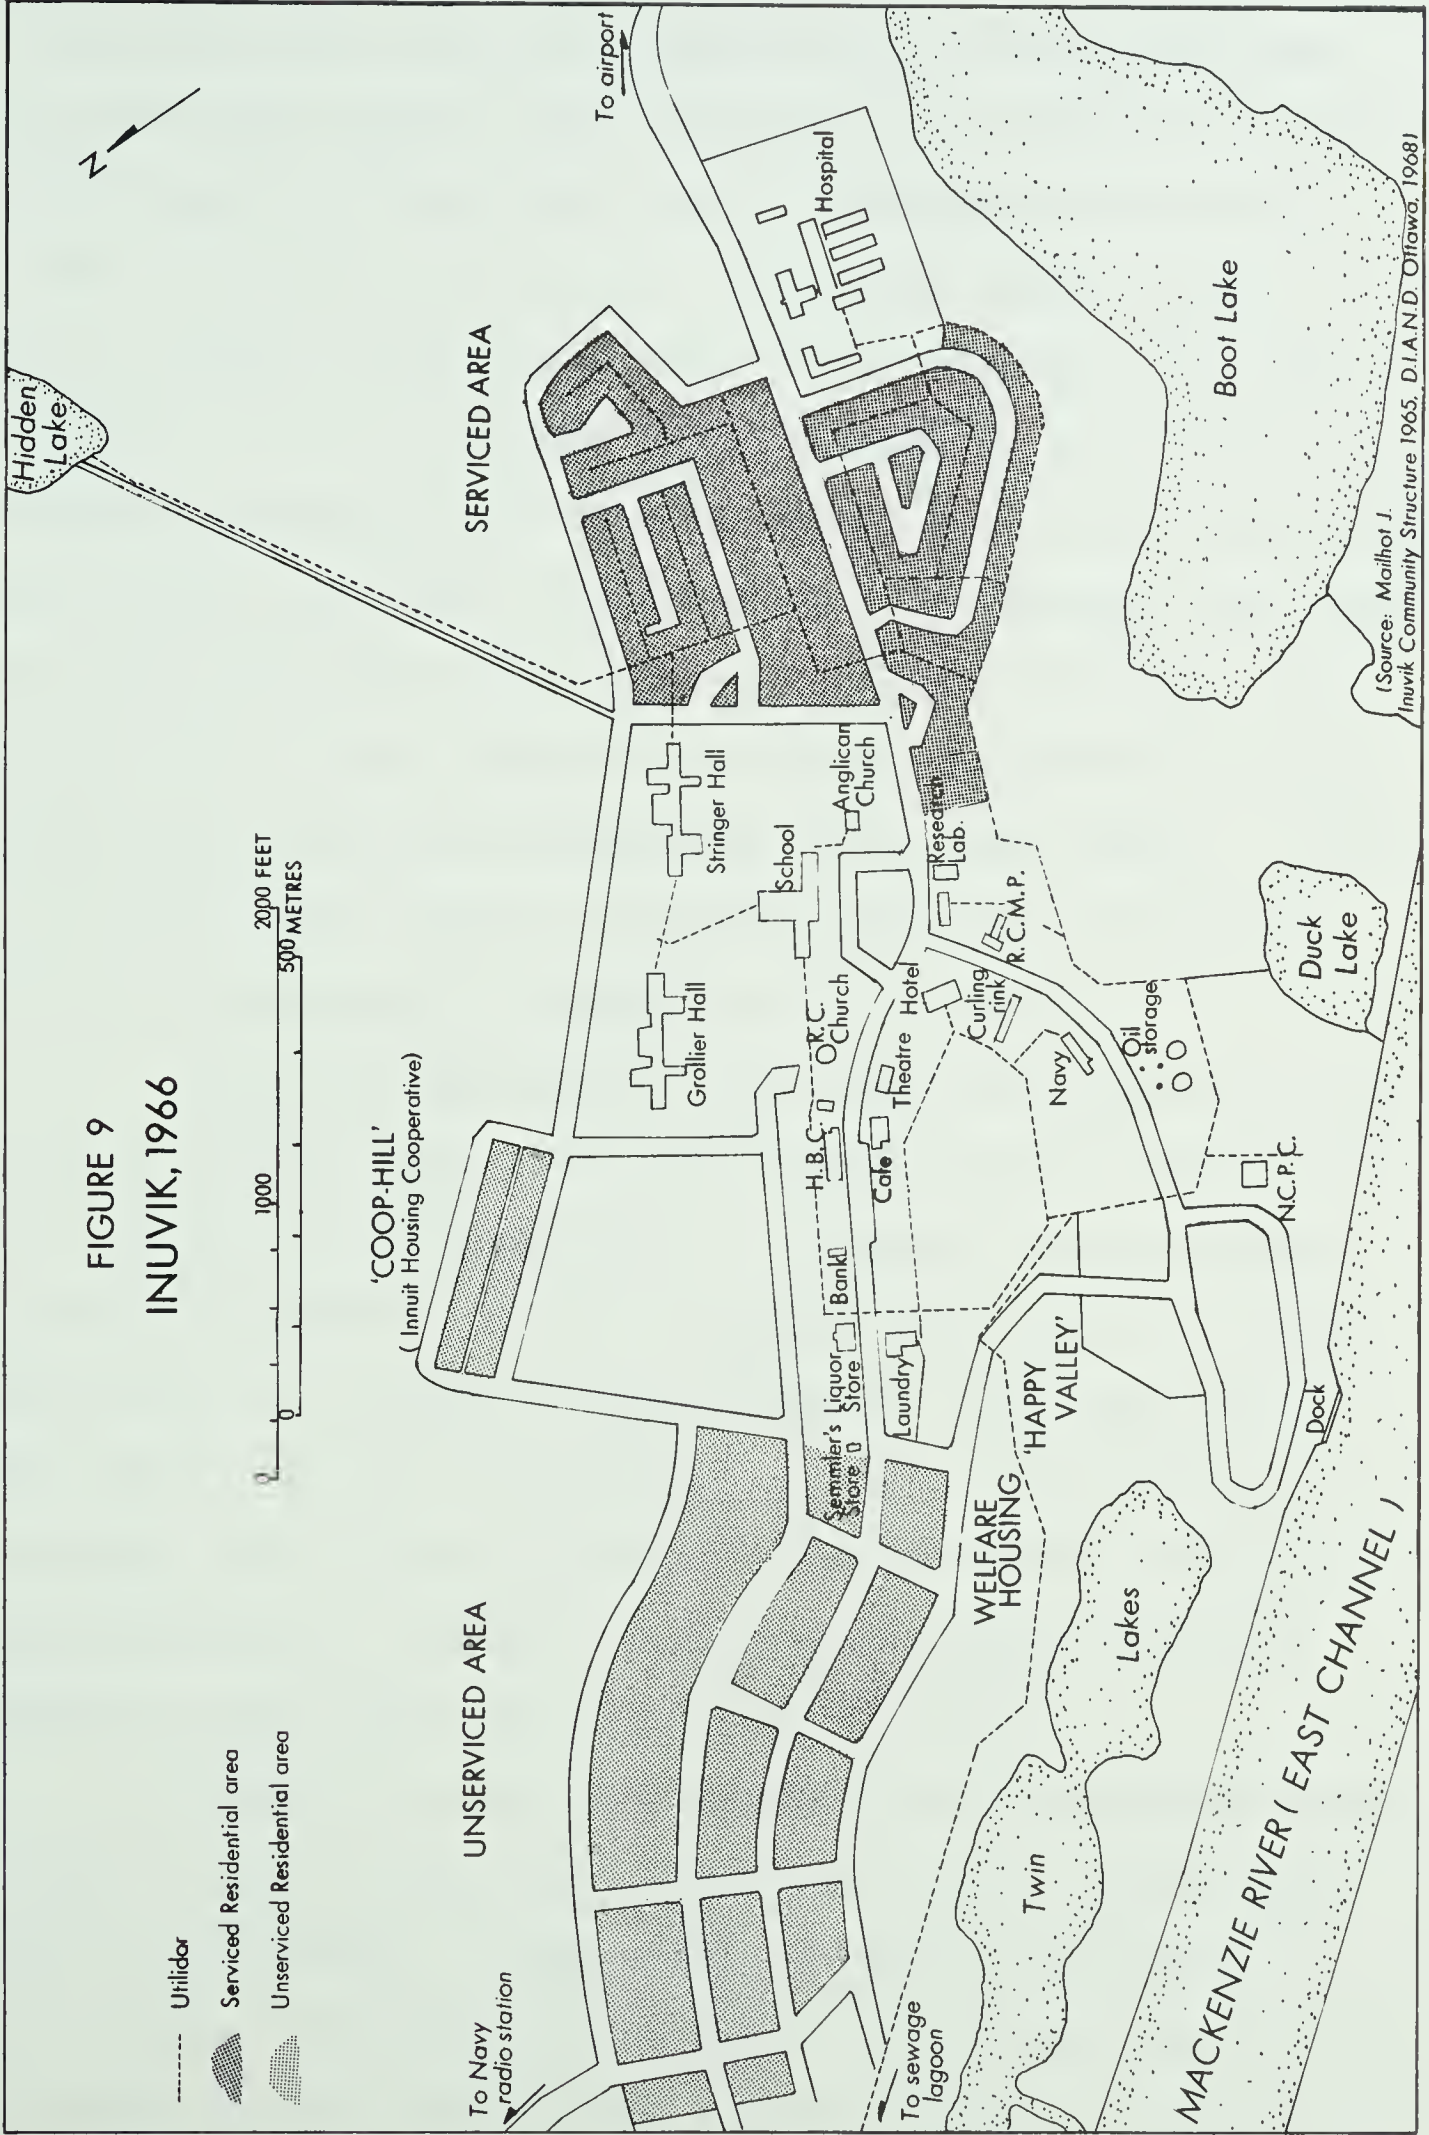 FIGURE 9
INUVIK, 1966
0
1000
2000 FEET
0
500 METRES
Utilidor
Serviced Residential area
Unserviced Residential area
N
Hidden
Lake
To airport
'COOP-HILL'
( Innuit Housing Cooperative)
SERVICED AREA
UNSERVICED AREA
To Navy
radio station
Hospital
Stringer Hall
Grollier Hall
School
Anglican
Church
R.C.
Church
H.B.C.
Bank
Liquor
Store
Semmler's
Store
Laundry
Cafe
Theatre
Hotel
Curling
rink
R.C.M.P.
Research
Lab.
Navy
Oil
storage
N.C.P.C.
'HAPPY
VALLEY'
WELFARE
HOUSING
Dock
To sewage
lagoon
Twin
Lakes
Duck
Lake
Boot Lake
MACKENZIE RIVER ( EAST CHANNEL )
(Source: Mailhot J.
Inuvik Community Structure 1965, D.I.A.N.D. Ottawa, 1968)